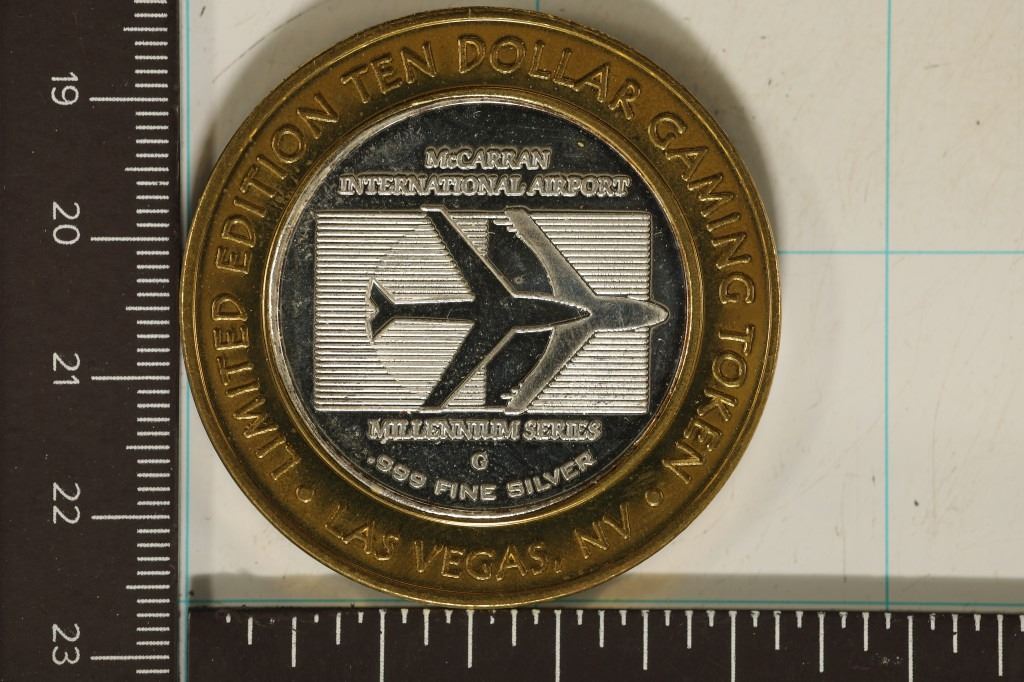 LIMITED EDITION TEN DOLLAR GAMING TOKEN
McCARRAN
INTERNATIONAL AIRPORT
MILLENNIUM SERIES
G
.999 FINE SILVER
• LAS VEGAS, NV •
19
20
21
22
23